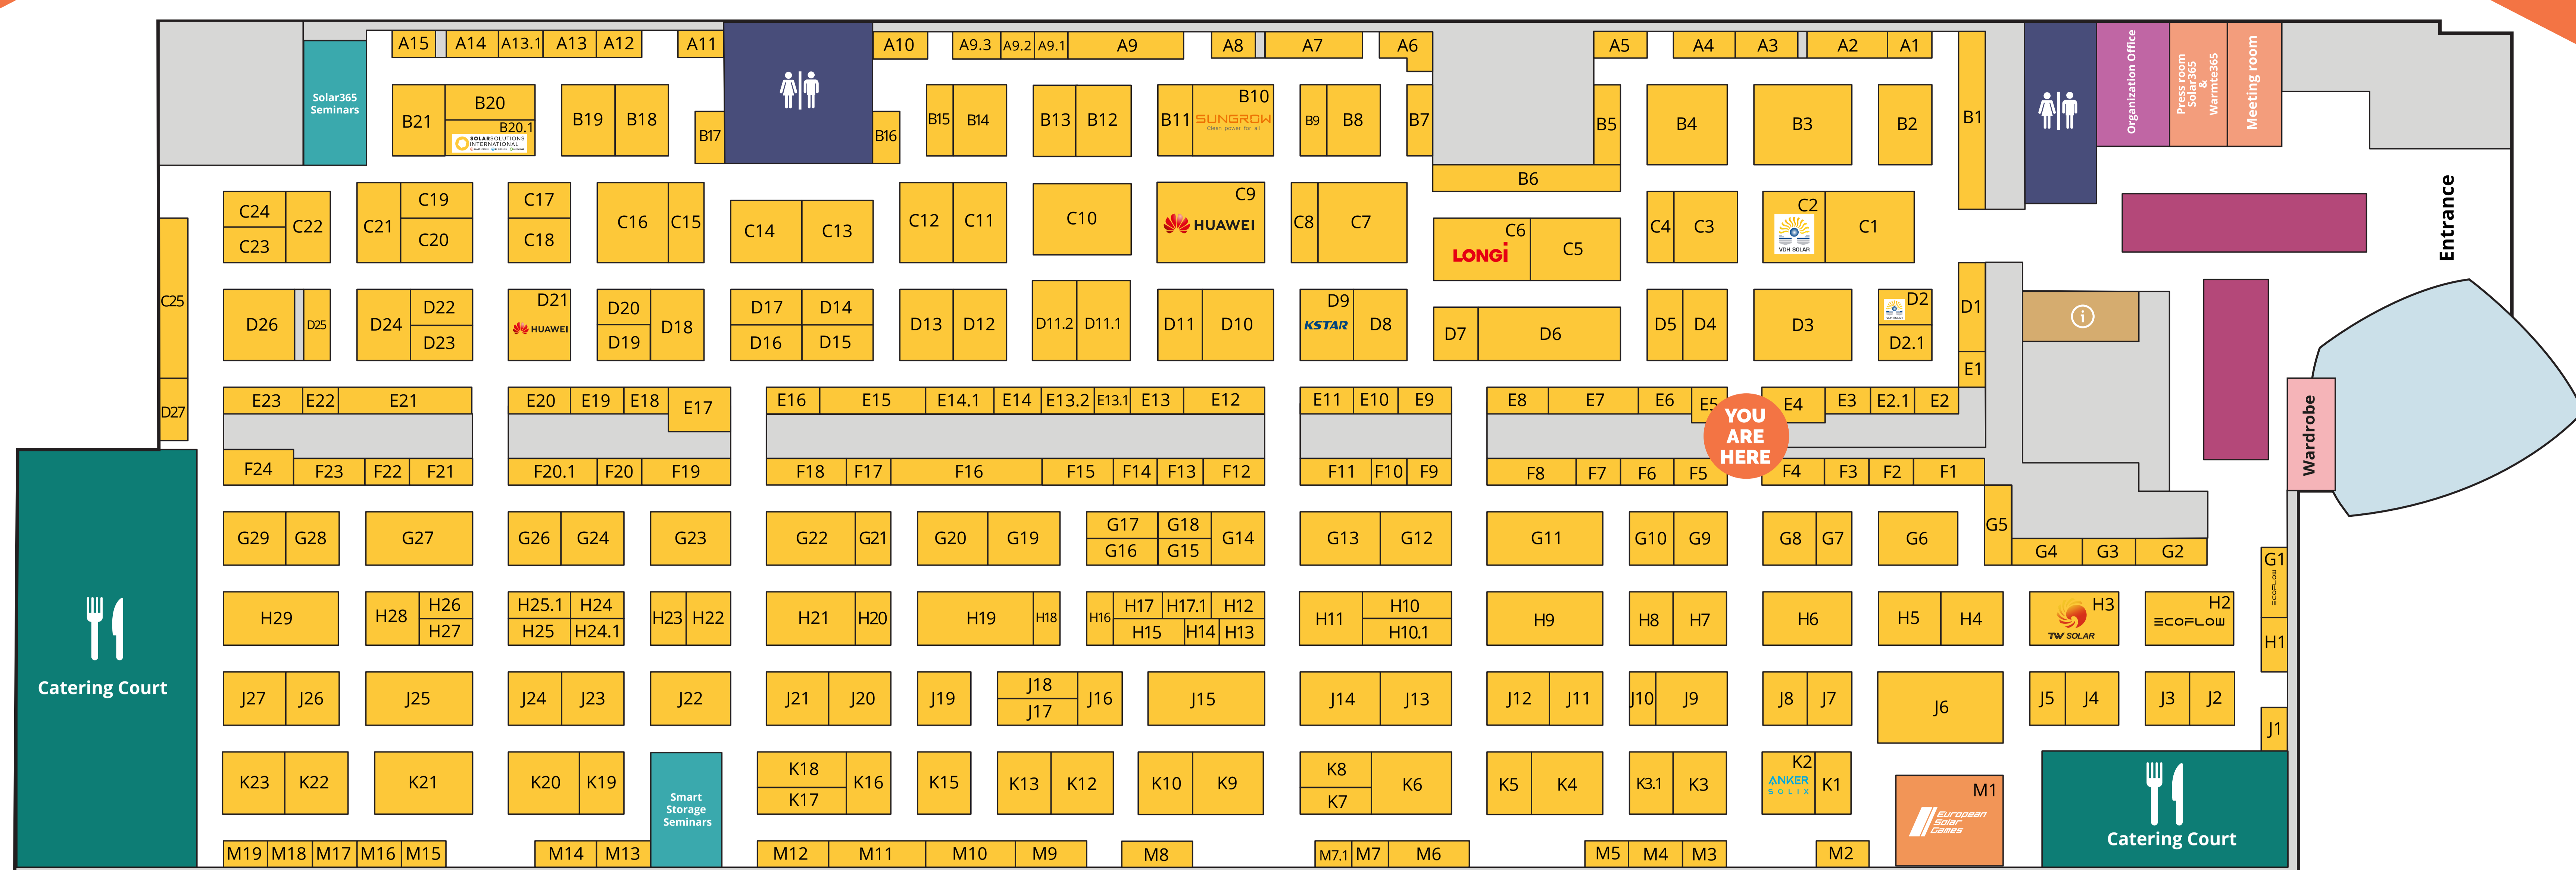 A15 A14 A13.1 A13 A12 A11 A10 A9.3 A9.2 A9.1 A9 A8 A7 A6 A5 A4 A3 A2 A1
Solar365
Seminars
Organization Office
Press room
Solar365
&
Warmte365
Meeting room
B21 B20 B19 B18 B17 B16 B15 B14 B13 B12 B11 B10 B9 B8 B7 B5 B4 B3 B2 B1
B20.1
SOLARSOLUTIONS
INTERNATIONAL
SUNGROW
Clean power for all
B6
Entrance
C24 C22 C21 C19 C17 C16 C15 C14 C13 C12 C11 C10 C9 C8 C7 C6 C5 C4 C3 C2 C1
C23 C20 C18
HUAWEI
LONGi
VDH SOLAR
C25
D26 D25 D24 D22 D21 D20 D18 D17 D14 D13 D12 D11.2 D11.1 D11 D10 D9 D8 D7 D6 D5 D4 D3 D2 D1
HUAWEI
KSTAR
D23 D19 D16 D15 D2.1
D27
E1
E23 E22 E21 E20 E19 E18 E17 E16 E15 E14.1 E14 E13.2 E13.1 E13 E12 E11 E10 E9 E8 E7 E6 E5 E4 E3 E2.1 E2
YOU
ARE
HERE
Wardrobe
F24 F23 F22 F21 F20.1 F20 F19 F18 F17 F16 F15 F14 F13 F12 F11 F10 F9 F8 F7 F6 F5 F4 F3 F2 F1
G29 G28 G27 G26 G24 G23 G22 G21 G20 G19 G17 G18 G14 G13 G12 G11 G10 G9 G8 G7 G6 G5
G16 G15 G4 G3 G2 G1
ECOFLOW
H29 H28 H26 H25.1 H24 H23 H22 H21 H20 H19 H18 H16 H17 H17.1 H12 H11 H10 H9 H8 H7 H6 H5 H4 H3 H2
H27 H25 H24.1 H15 H14 H13 H10.1
TW SOLAR
ECOFLOW
H1
Catering Court
J27 J26 J25 J24 J23 J22 J21 J20 J19 J18 J16 J15 J14 J13 J12 J11 J10 J9 J8 J7 J6 J5 J4 J3 J2
J17
J1
K23 K22 K21 K20 K19 K18 K16 K15 K13 K12 K10 K9 K8 K6 K5 K4 K3.1 K3 K2 K1
K17 K7
ANKER
SOLIX
Smart
Storage
Seminars
M1
European
Solar
Games
Catering Court
M19 M18 M17 M16 M15 M14 M13 M12 M11 M10 M9 M8 M7.1 M7 M6 M5 M4 M3 M2